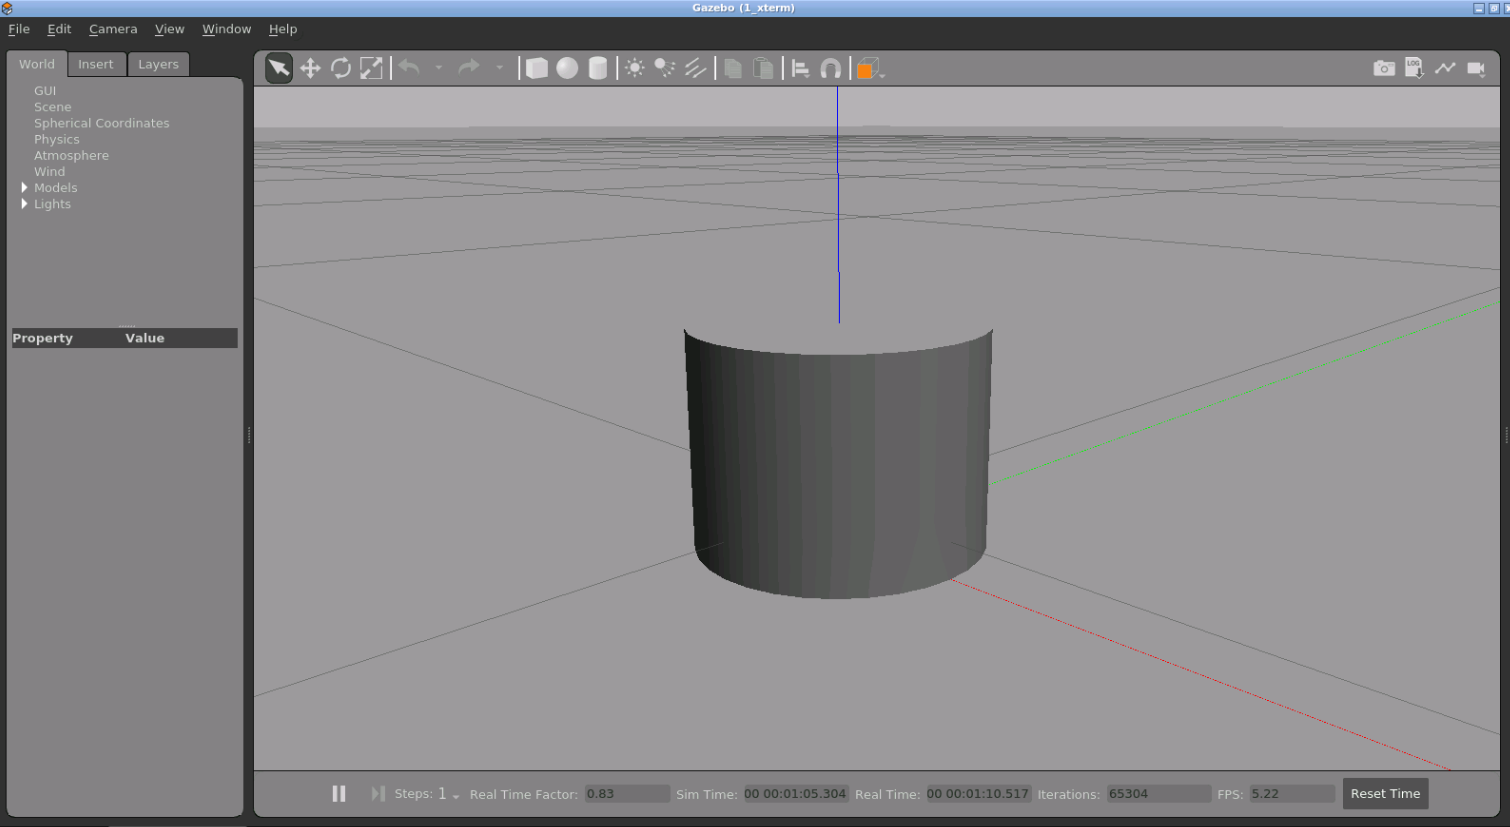 Gazebo (1_xterm)
File Edit Camera View Window Help
World Insert Layers
LOG
GUI
Scene
Spherical Coordinates
Physics
Atmosphere
Wind
Models
Lights
Property Value
Steps: 1 Real Time Factor: 0.83 Sim Time: 00 00:01:05.304 Real Time: 00 00:01:10.517 Iterations: 65304 FPS: 5.22 Reset Time